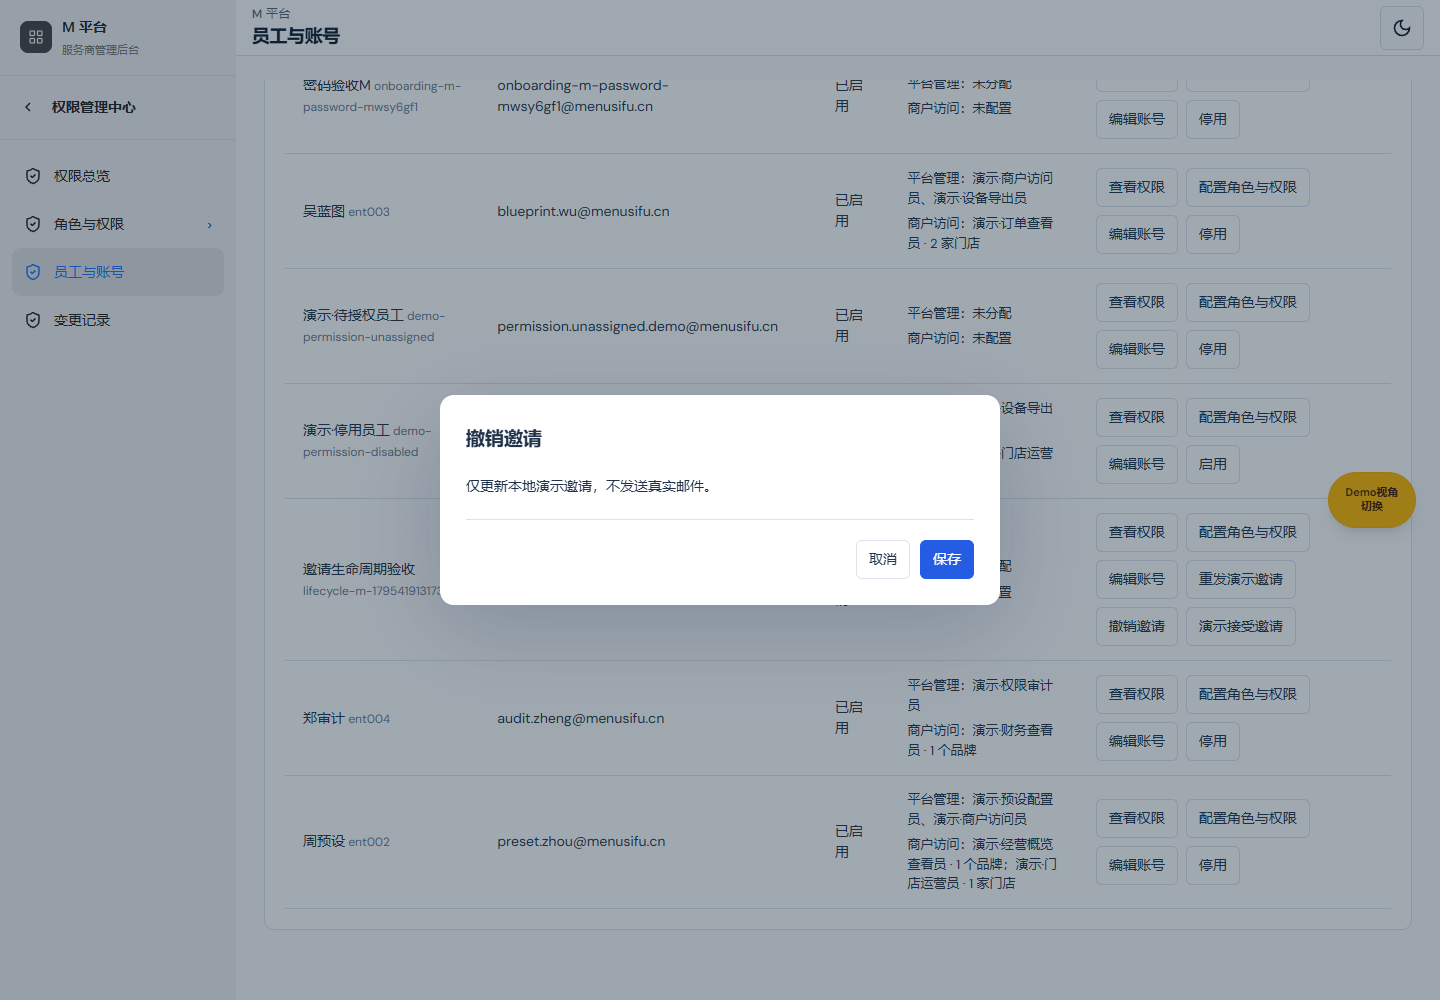 M 平台
服务商管理后台
权限管理中心
权限总览
角色与权限
员工与账号
变更记录
M 平台
员工与账号
密码验收M onboarding-m-
password-mwsy6gf1
onboarding-m-password-
mwsy6gf1@menusifu.cn
已启
用
平台管理：未分配
商户访问：未配置
编辑账号
停用
吴蓝图 ent003
blueprint.wu@menusifu.cn
已启
用
平台管理：演示·商户访问
员、演示·设备导出员
商户访问：演示·订单查看
员 · 2 家门店
查看权限
配置角色与权限
编辑账号
停用
演示·待授权员工 demo-
permission-unassigned
permission.unassigned.demo@menusifu.cn
已启
用
平台管理：未分配
商户访问：未配置
查看权限
配置角色与权限
编辑账号
停用
演示·停用员工 demo-
permission-disabled
设备导出
门店运营
查看权限
配置角色与权限
编辑账号
启用
撤销邀请
仅更新本地演示邀请，不发送真实邮件。
取消
保存
Demo视角
切换
邀请生命周期验收
lifecycle-m-179541913173
配
置
查看权限
配置角色与权限
编辑账号
重发演示邀请
撤销邀请
演示接受邀请
郑审计 ent004
audit.zheng@menusifu.cn
已启
用
平台管理：演示·权限审计
员
商户访问：演示·财务查看
员 · 1 个品牌
查看权限
配置角色与权限
编辑账号
停用
周预设 ent002
preset.zhou@menusifu.cn
已启
用
平台管理：演示·预设配置
员、演示·商户访问员
商户访问：演示·经营概览
查看员 · 1 个品牌；演示·门
店运营员 · 1 家门店
查看权限
配置角色与权限
编辑账号
停用